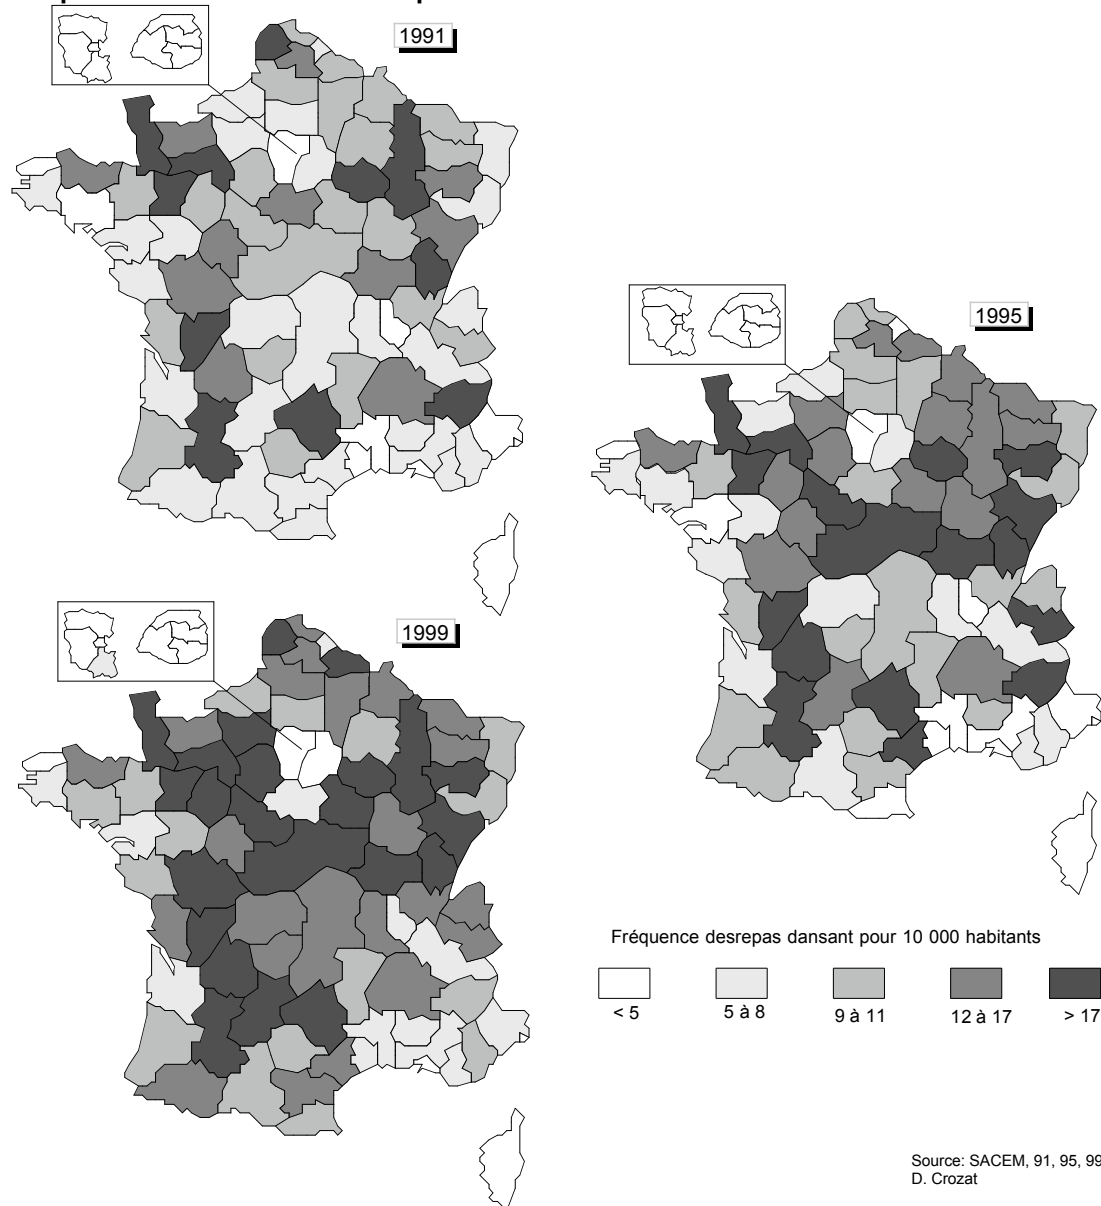 1991
1995
1999
Fréquence desrepas dansant pour 10 000 habitants
< 5
5 à 8
9 à 11
12 à 17
> 17
Source: SACEM, 91, 95, 99
D. Crozat